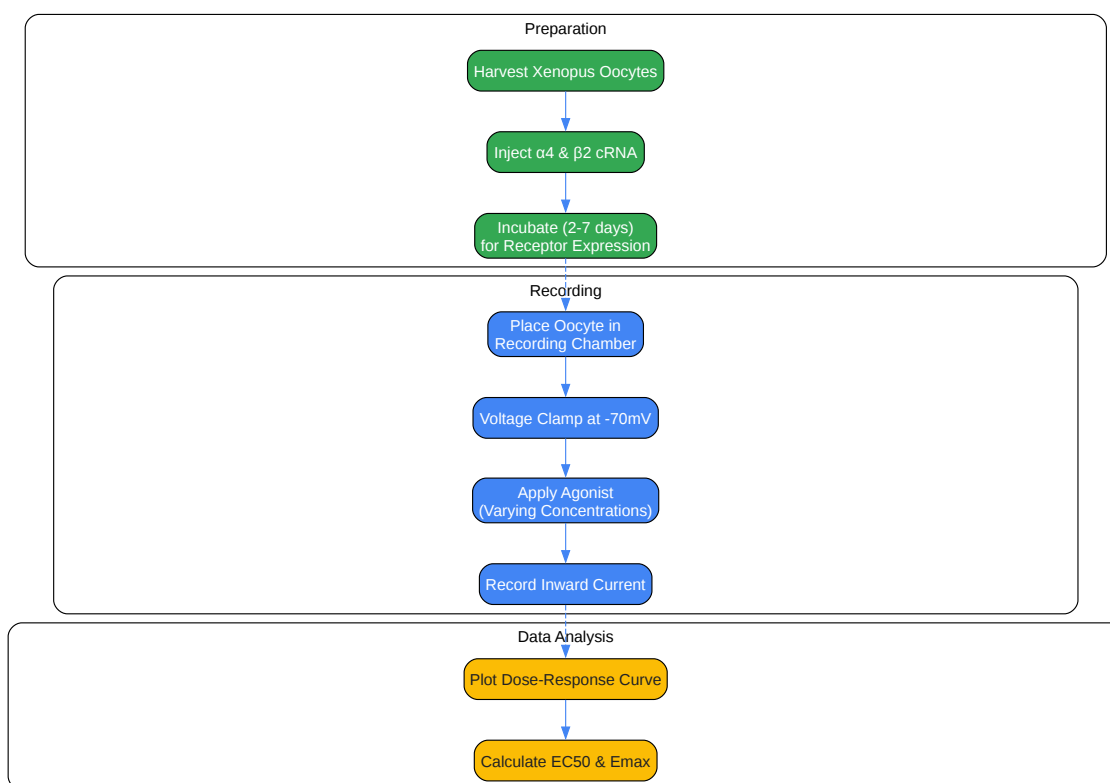 Preparation
Harvest Xenopus Oocytes
Inject α4 & β2 cRNA
Incubate (2-7 days)
for Receptor Expression
Recording
Place Oocyte in
Recording Chamber
Voltage Clamp at -70mV
Apply Agonist
(Varying Concentrations)
Record Inward Current
Data Analysis
Plot Dose-Response Curve
Calculate EC50 & Emax